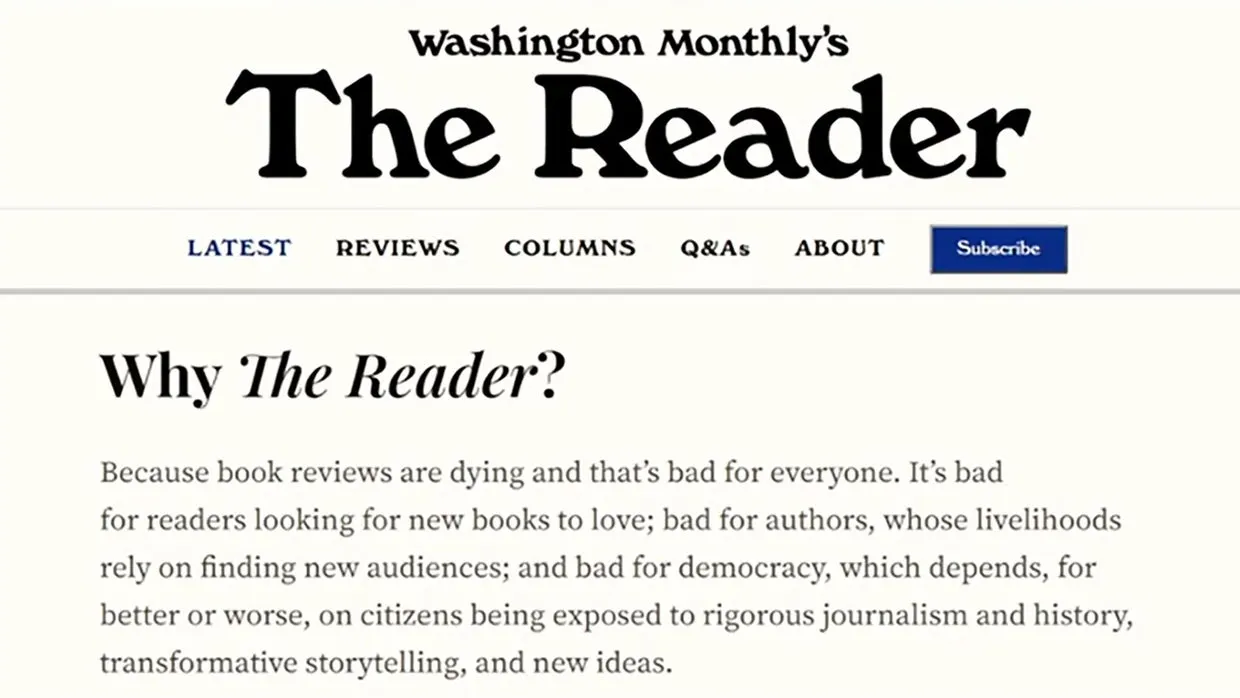 Washington Monthly's
The Reader
LATEST REVIEWS COLUMNS Q&As ABOUT Subscribe
Why The Reader?
Because book reviews are dying and that's bad for everyone. It's bad
for readers looking for new books to love; bad for authors, whose livelihoods
rely on finding new audiences; and bad for democracy, which depends, for
better or worse, on citizens being exposed to rigorous journalism and history,
transformative storytelling, and new ideas.